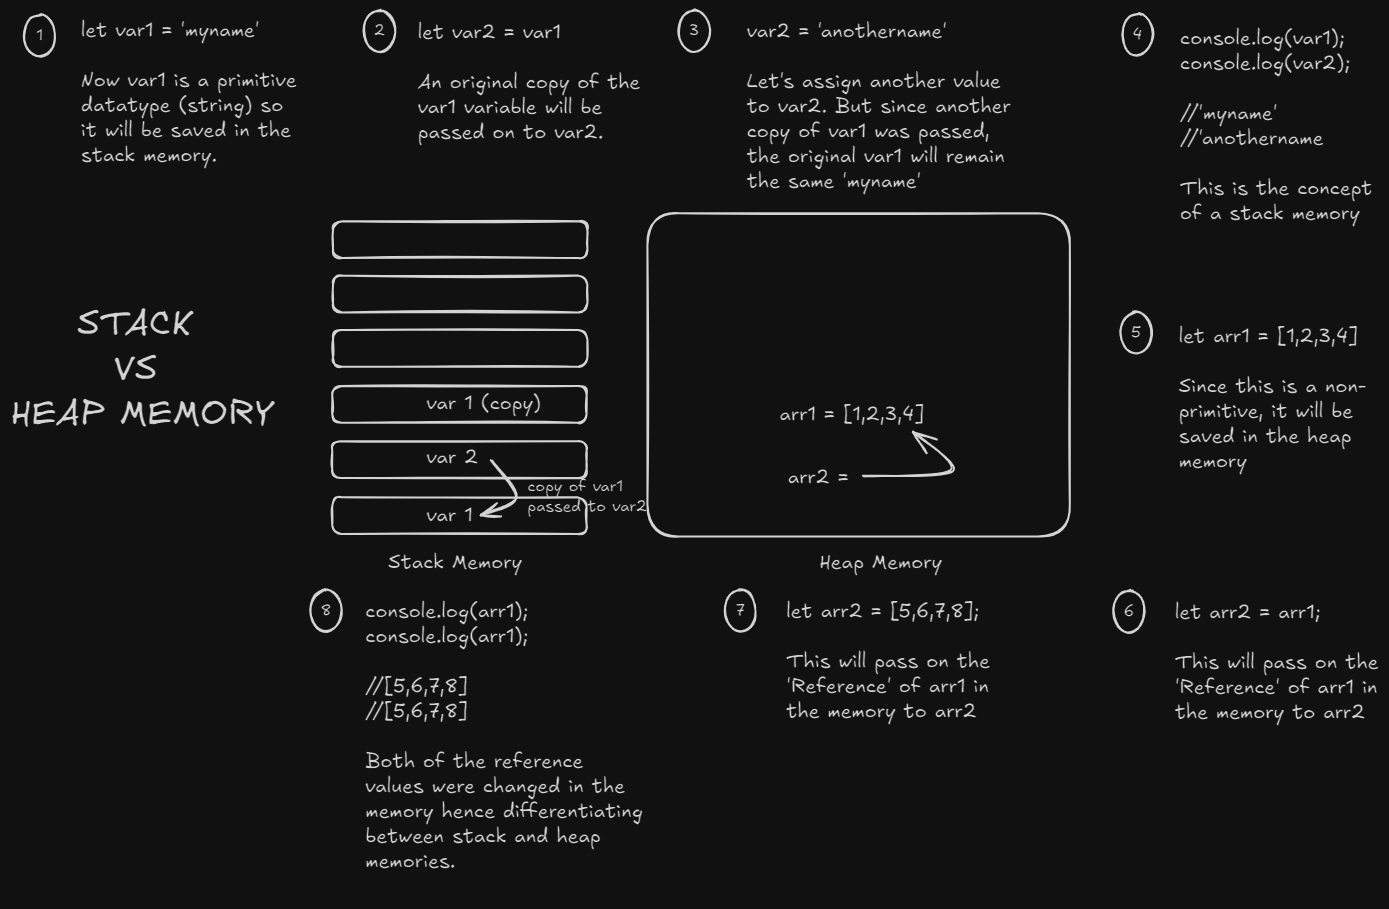 1
let var1 = 'myname'
Now var1 is a primitive
datatype (string) so
it will be saved in the
stack memory.
2
let var2 = var1
An original copy of the
var1 variable will be
passed on to var2.
3
var2 = 'anothername'
Let's assign another value
to var2. But since another
copy of var1 was passed,
the original var1 will remain
the same 'myname'
4
console.log(var1);
console.log(var2);
//'myname'
//'anothername
This is the concept
of a stack memory
STACK
VS
HEAP MEMORY
var 1 (copy)
var 2
copy of var1
passed to var2
var 1
Stack Memory
arr1 = [1,2,3,4]
arr2 =
Heap Memory
5
let arr1 = [1,2,3,4]
Since this is a non-
primitive, it will be
saved in the heap
memory
6
let arr2 = arr1;
This will pass on the
'Reference' of arr1 in
the memory to arr2
7
let arr2 = [5,6,7,8];
This will pass on the
'Reference' of arr1 in
the memory to arr2
8
console.log(arr1);
console.log(arr1);
//[5,6,7,8]
//[5,6,7,8]
Both of the reference
values were changed in the
memory hence differentiating
between stack and heap
memories.